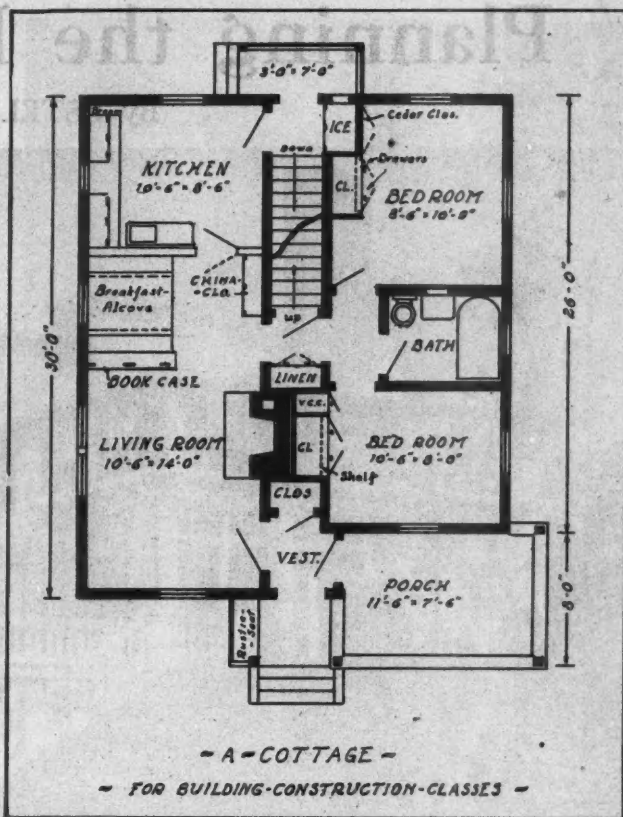 Planning the
3'-0" = 7'-0"
Cedar Clos.
ICE
Down
KITCHEN
10'-6" = 8'-6"
Drawers
CL.
BED ROOM
8'-6" = 10'-0"
CHINA-
CLO.
Breakfast-
Alcove
UP
BATH
30'-0"
26'-0"
BOOK CASE
LINEN
LIVING ROOM
10'-6" = 14'-0"
CL
BED ROOM
10'-6" = 8'-0"
Shelf
CLOS
VEST.
PORCH
11'-6" = 7'-6"
8'-0"
Rustic-
-Seat
~ A - COTTAGE ~
~ FOR BUILDING-CONSTRUCTION-CLASSES ~